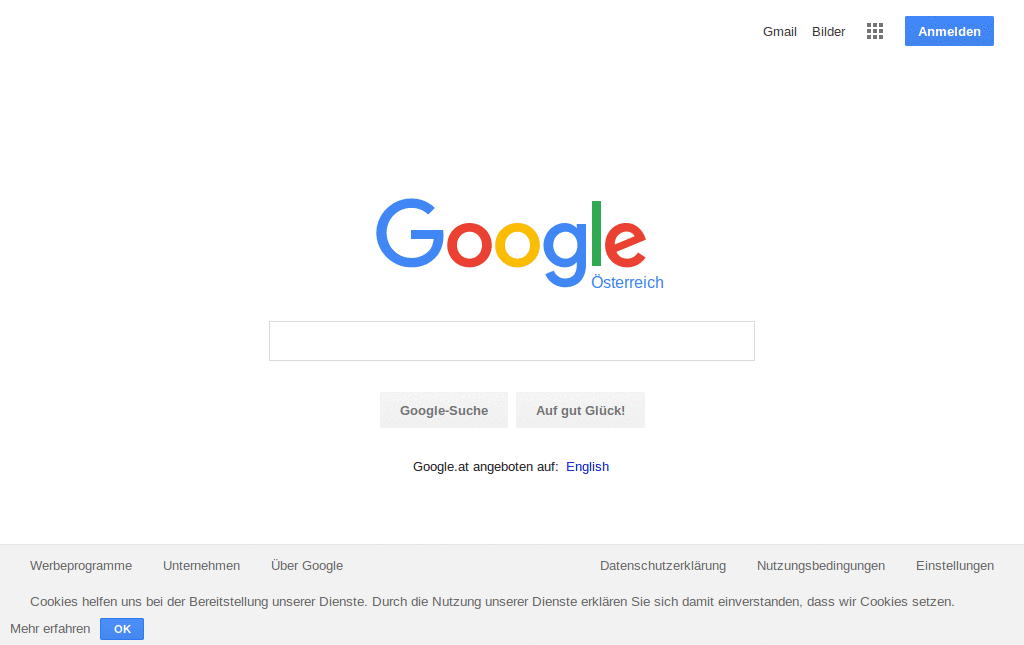 Gmail Bilder Anmelden
Google
Österreich
Google-Suche Auf gut Glück!
Google.at angeboten auf: English
Werbeprogramme Unternehmen Über Google Datenschutzerklärung Nutzungsbedingungen Einstellungen
Cookies helfen uns bei der Bereitstellung unserer Dienste. Durch die Nutzung unserer Dienste erklären Sie sich damit einverstanden, dass wir Cookies setzen.
Mehr erfahren OK